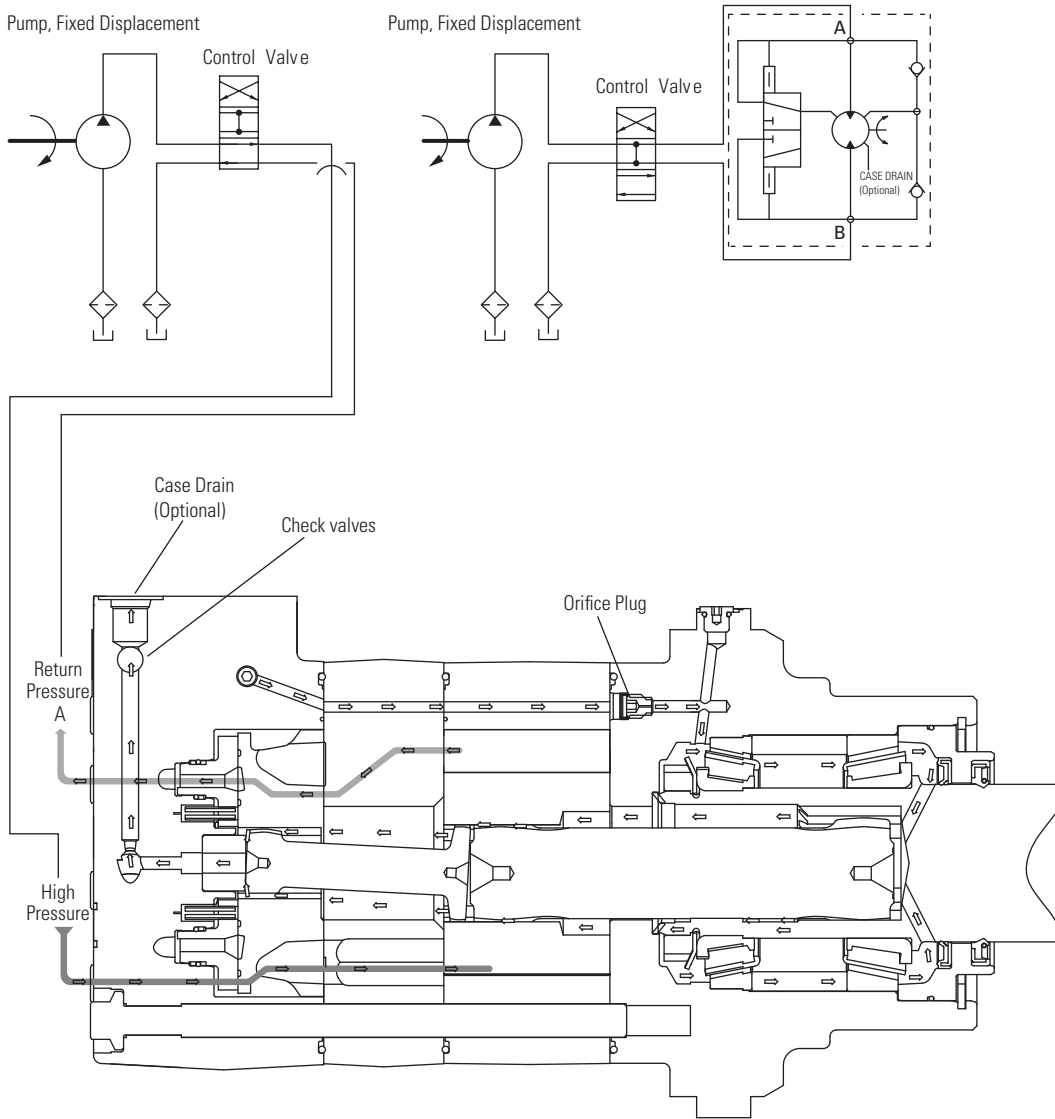 Pump, Fixed Displacement
Control Valve
Pump, Fixed Displacement
Control Valve
A
CASE DRAIN
(Optional)
B
Case Drain
(Optional)
Check valves
Orifice Plug
Return
Pressure
A
High
Pressure